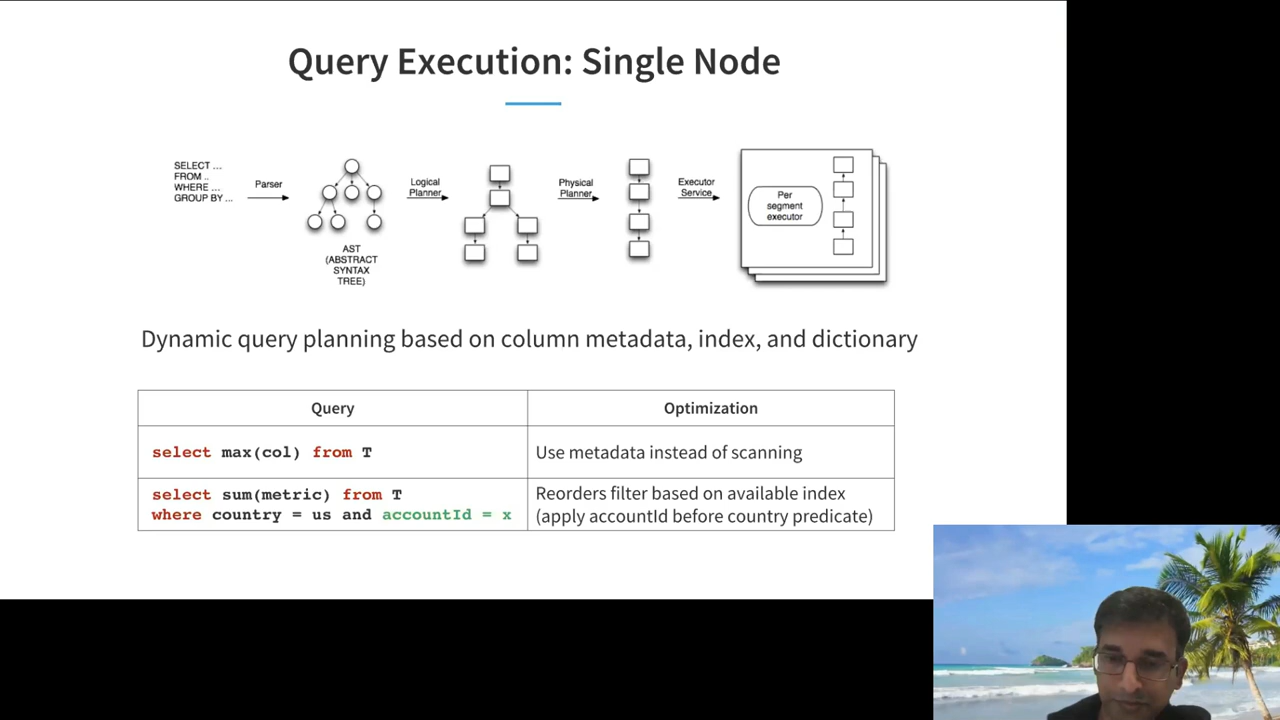 Query Execution: Single Node
SELECT ...
FROM ..
WHERE ...
GROUP BY ...
Parser
AST
(ABSTRACT
SYNTAX
TREE)
Logical
Planner
Physical
Planner
Executor
Service
Per
segment
executor
Dynamic query planning based on column metadata, index, and dictionary
Query
Optimization
select max(col) from T
Use metadata instead of scanning
select sum(metric) from T
where country = us and accountId = x
Reorders filter based on available index
(apply accountId before country predicate)